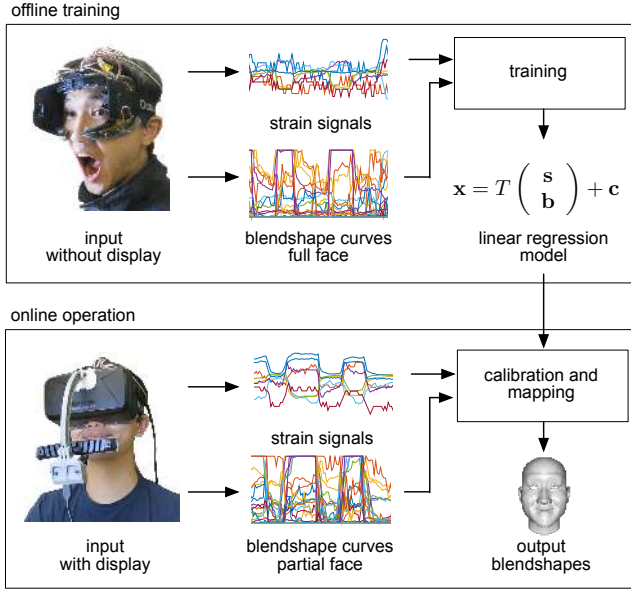 offline training
training
strain signals
x = T ( s b ) + c
input
without display
blendshape curves
full face
linear regression
model
online operation
calibration and
mapping
strain signals
input
with display
blendshape curves
partial face
output
blendshapes